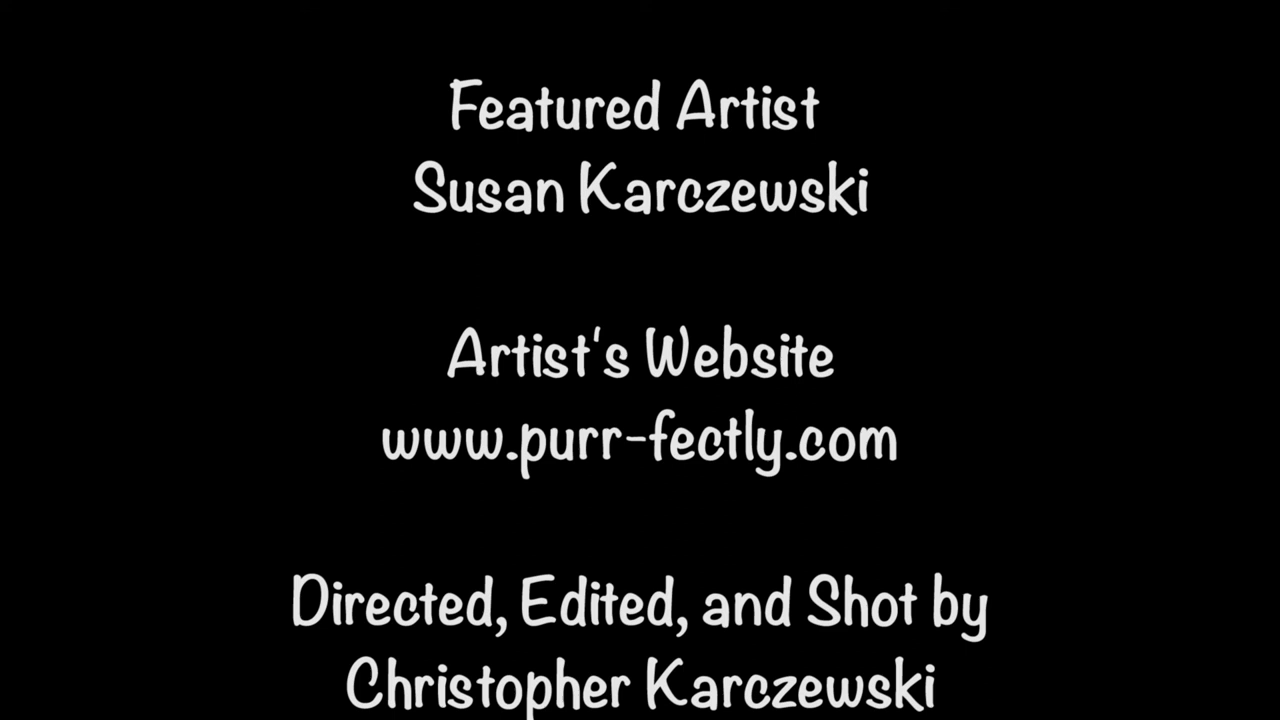 Featured Artist
Susan Karczewski
Artist's Website
www.purr-fectly.com
Directed, Edited, and Shot by
Christopher Karczewski